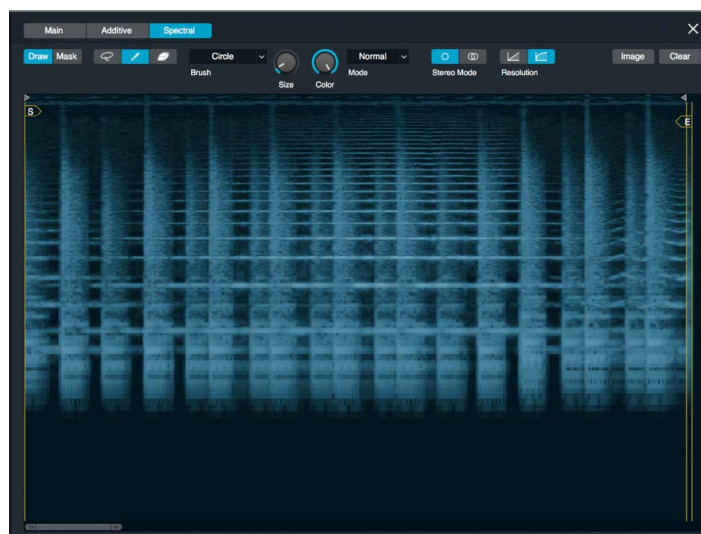 Main Additive Spectral
Draw Mask Circle Normal
Brush Size Color Mode Stereo Mode Resolution Image Clear
S
E